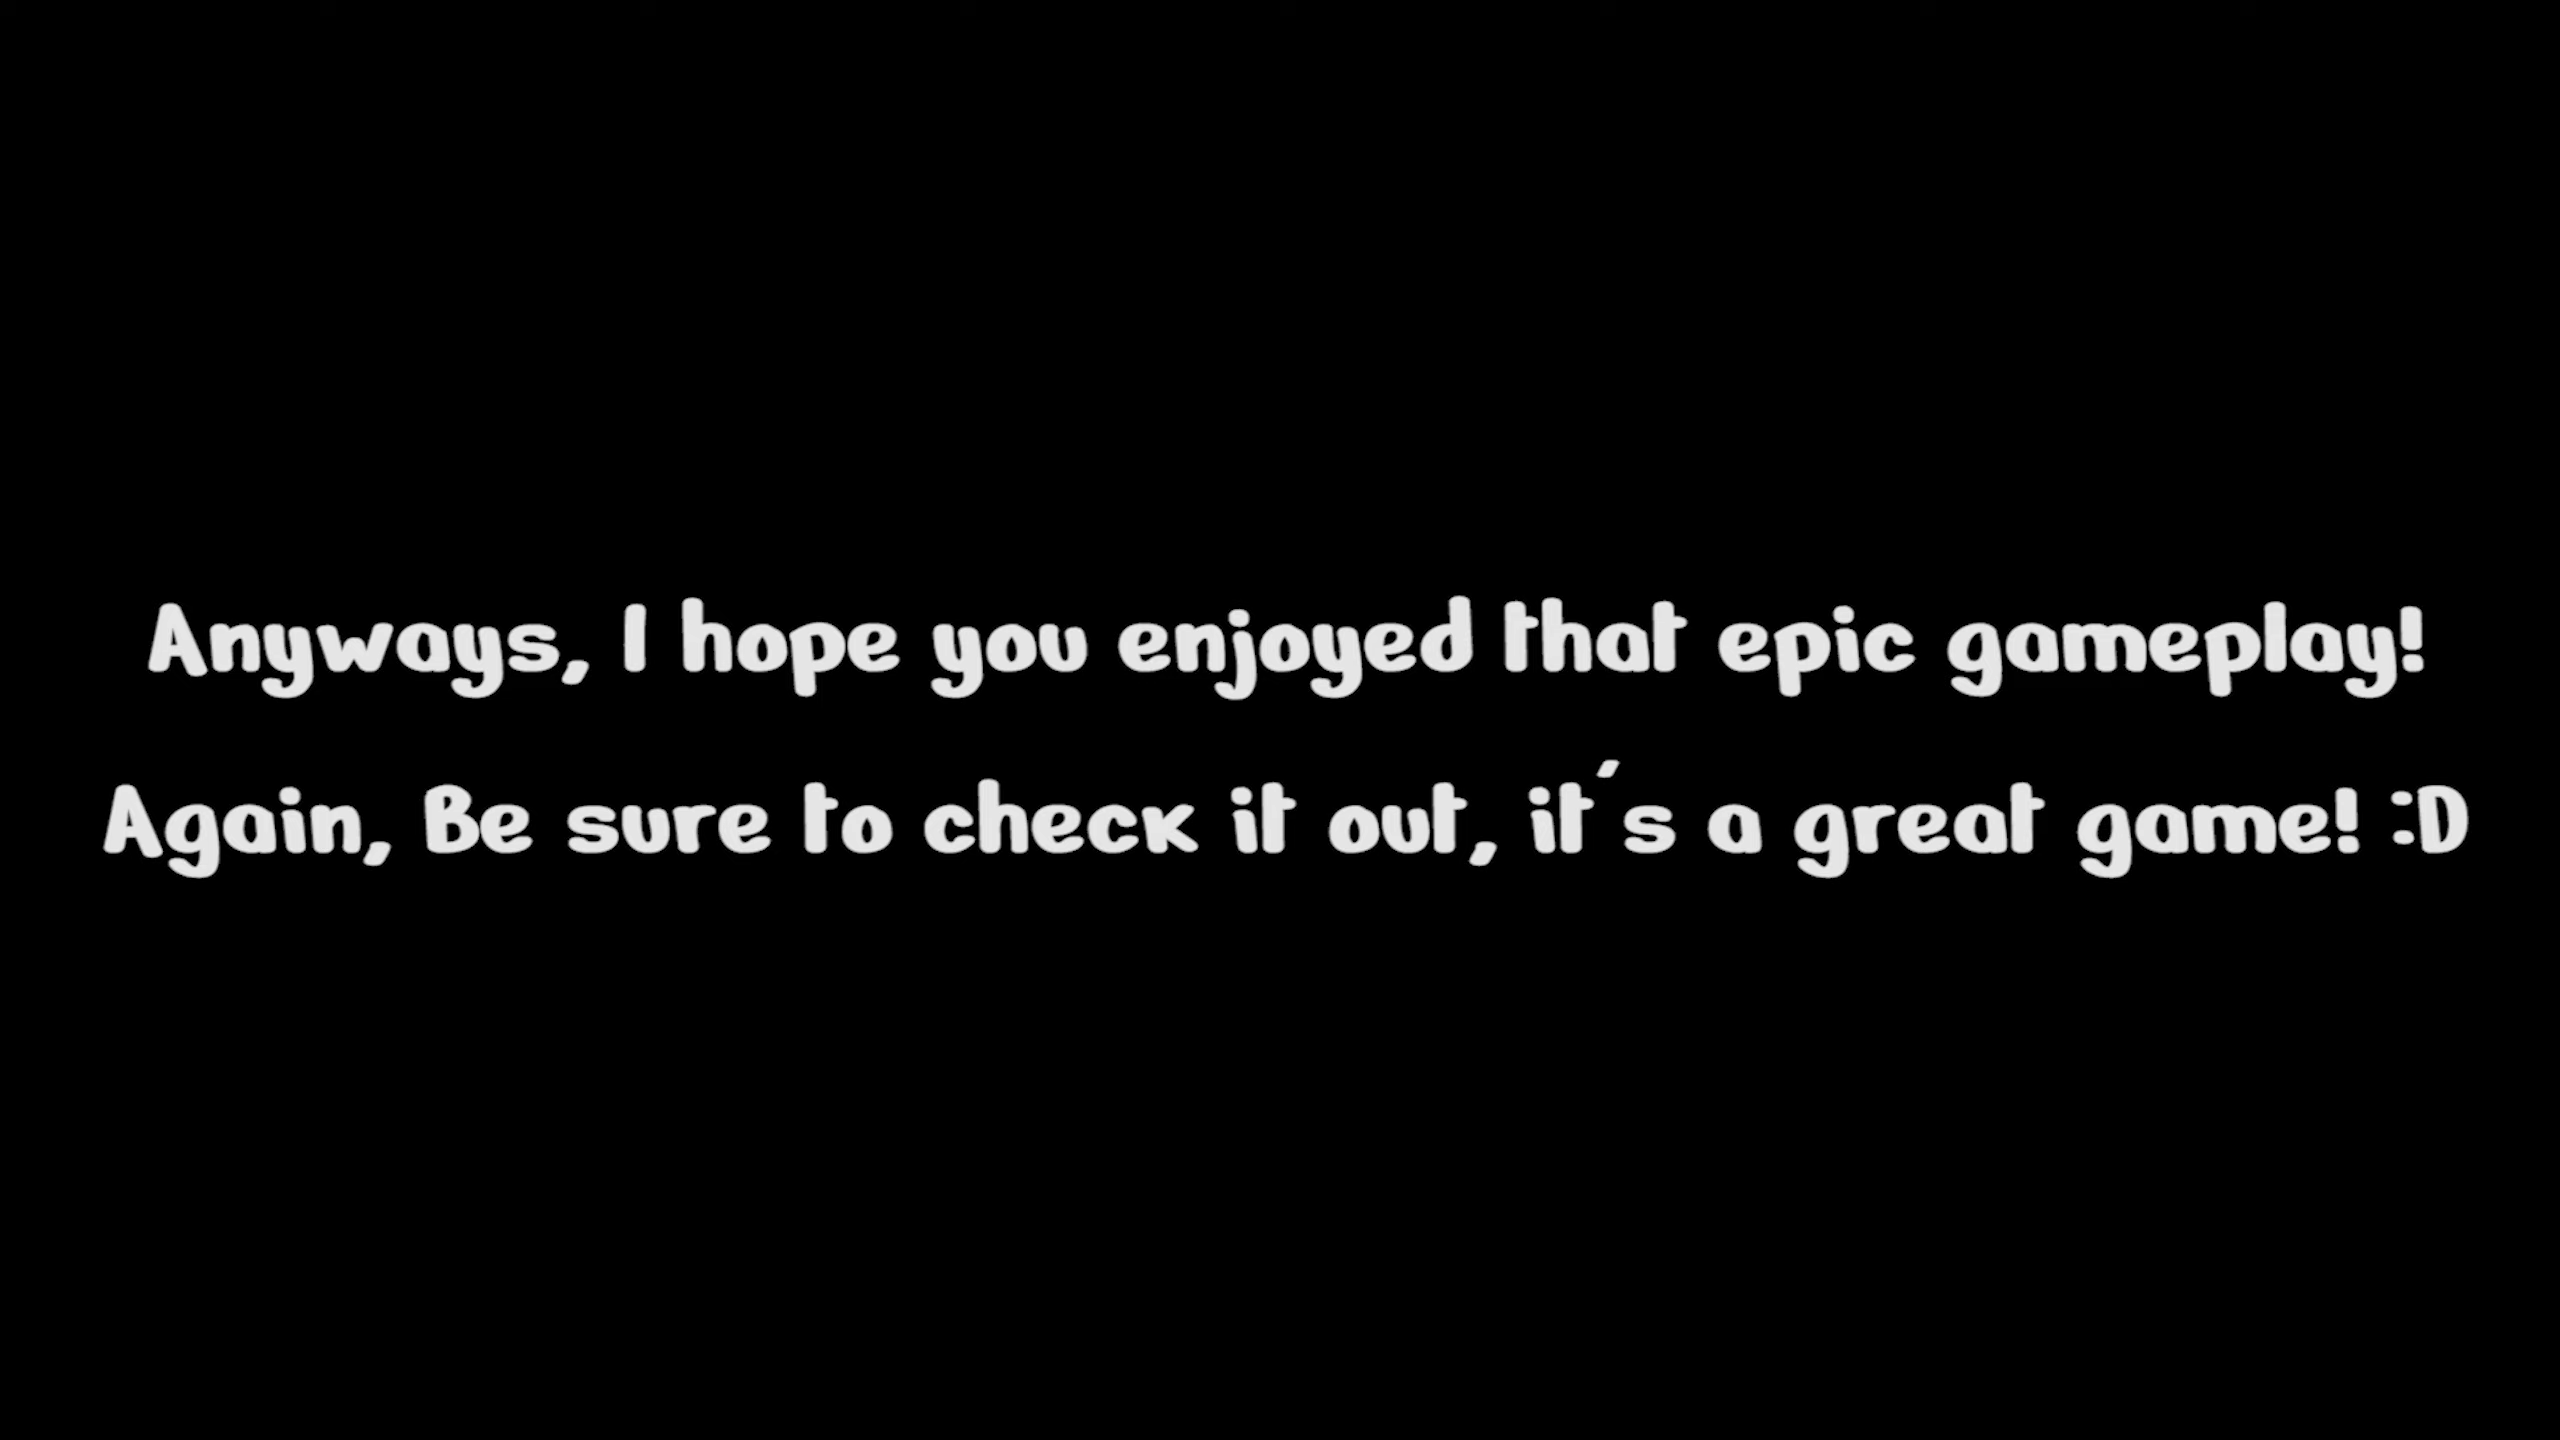 Anyways, I hope you enjoyed that epic gameplay!
Again, Be sure to check it out, it´s a great game! :D